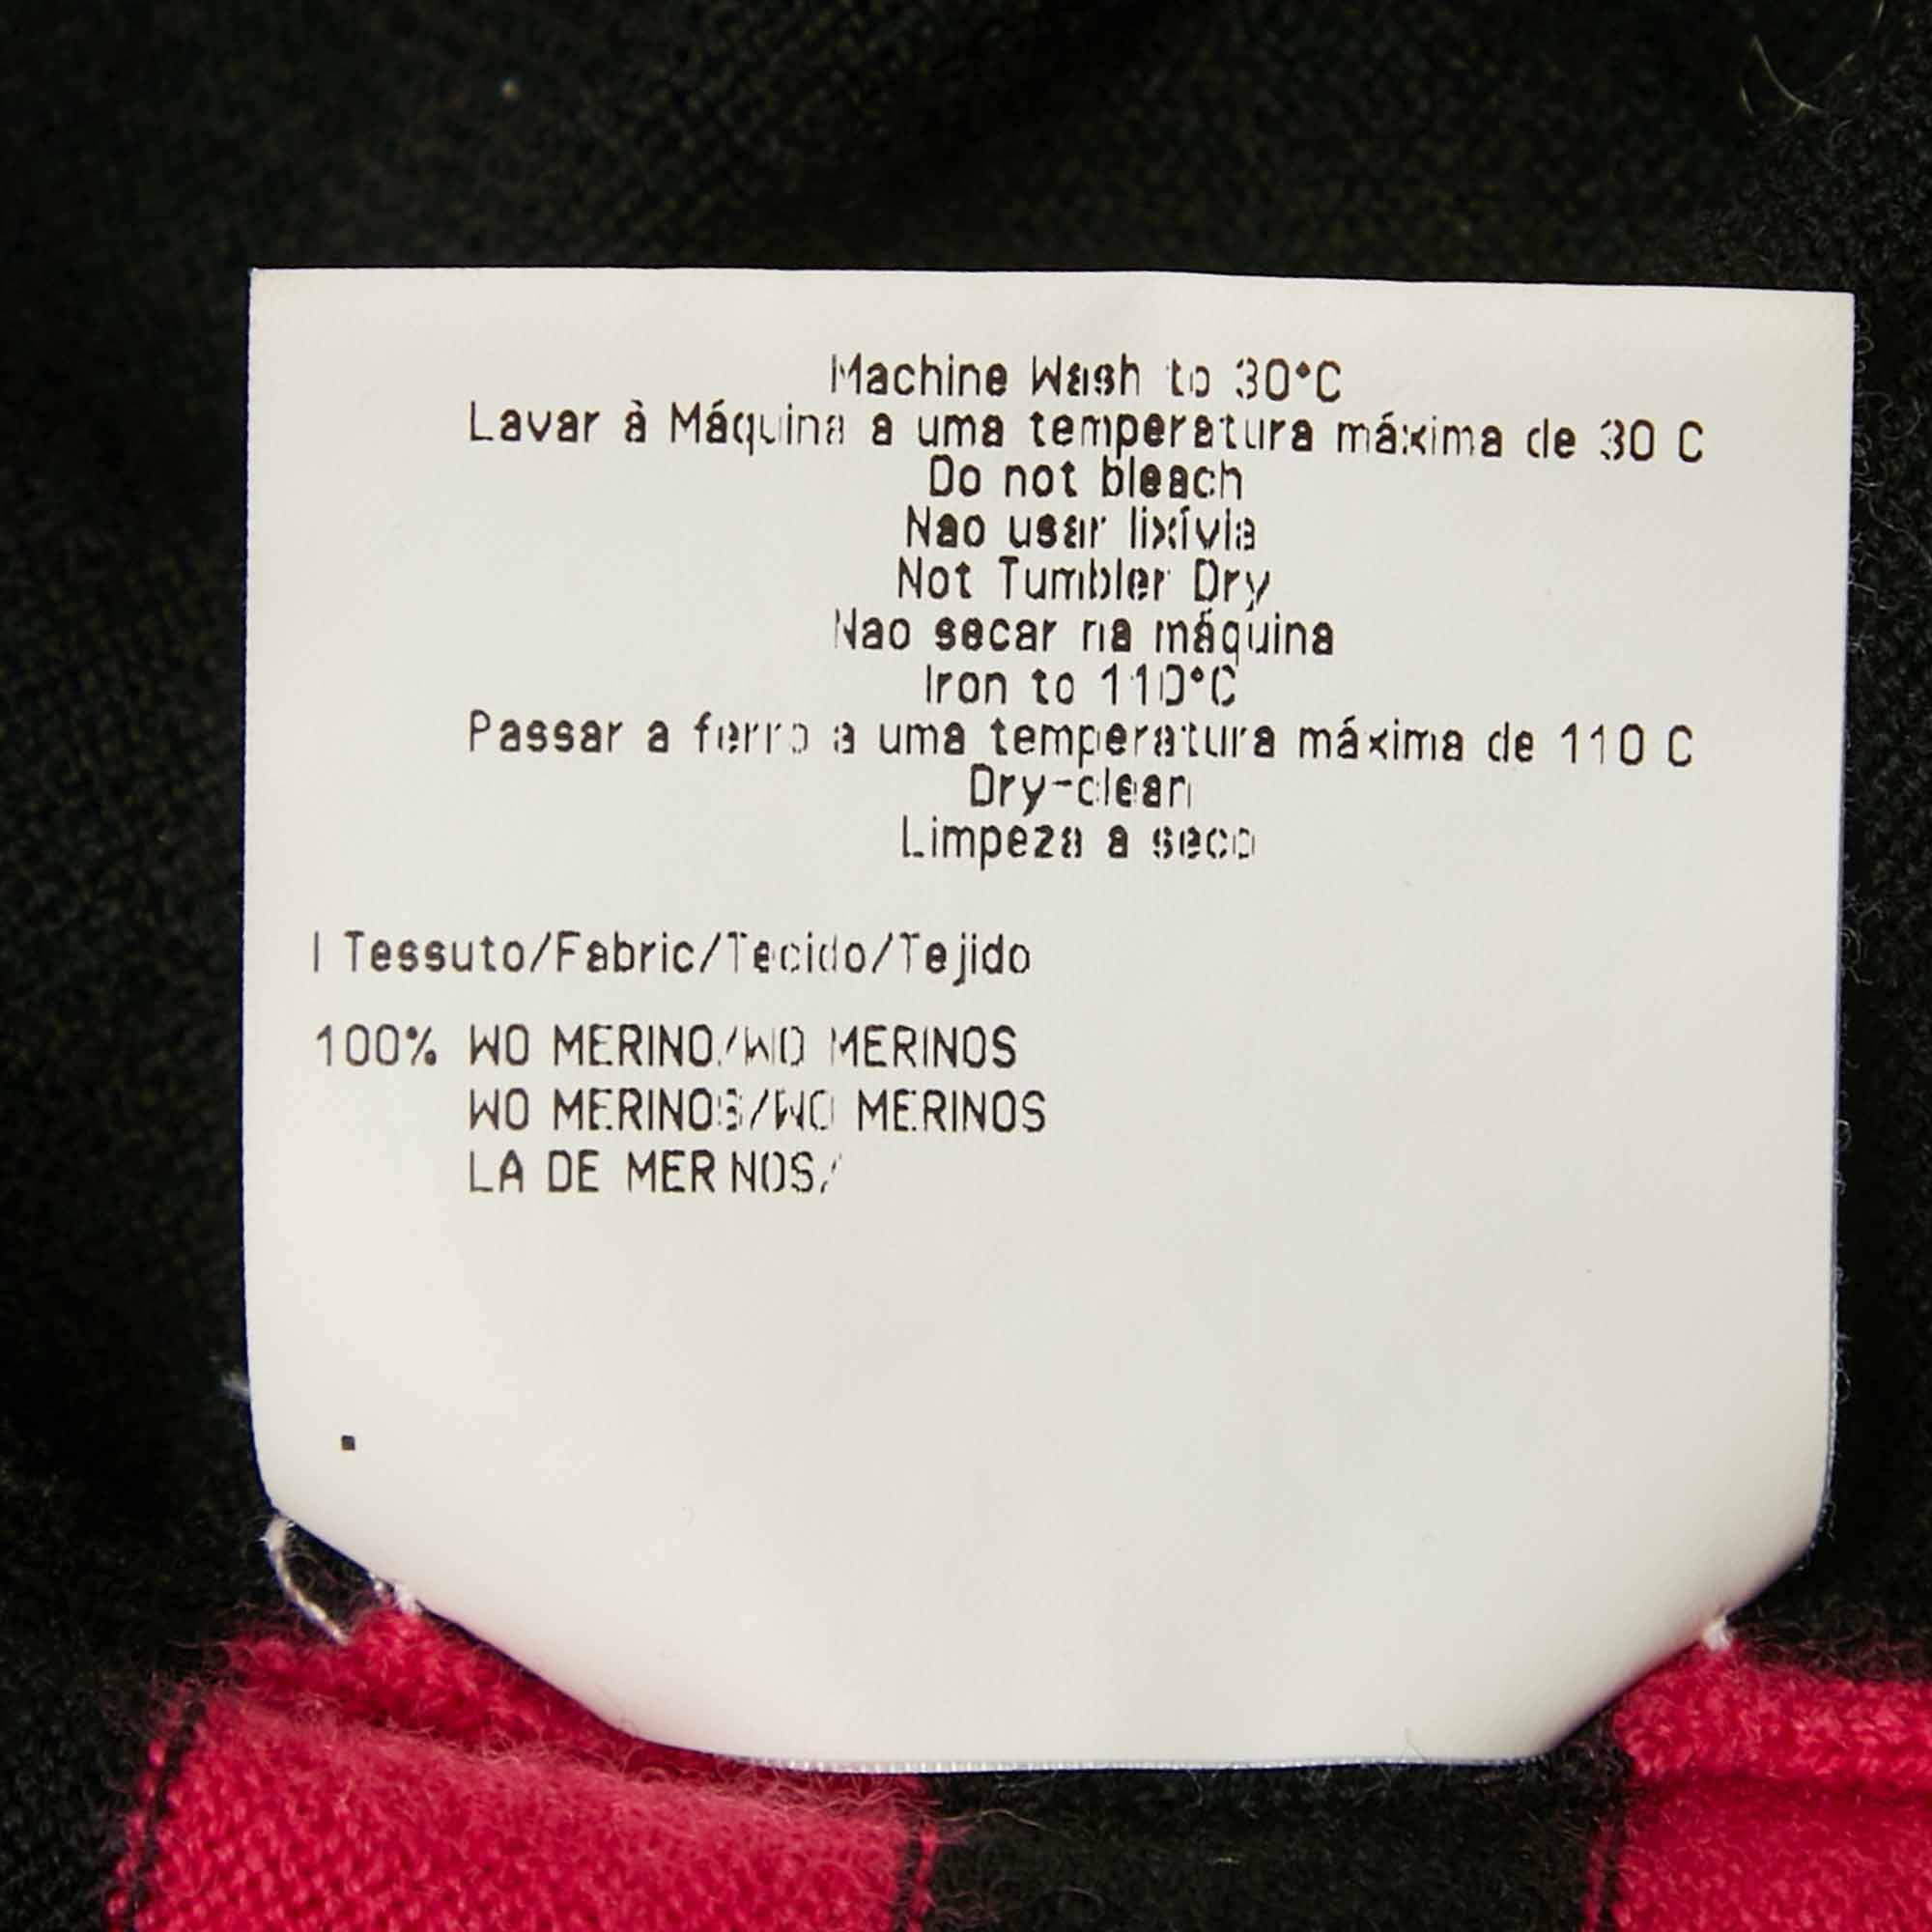 Machine Wash to 30°C
Lavar à Máquina a uma temperatura máxima de 30 C
Do not bleach
Nao usar lixívia
Not Tumbler Dry
Nao secar na máquina
Iron to 110°C
Passar a ferro a uma temperatura máxima de 110 C
Dry-clean
Limpeza a seco
| Tessuto/Fabric/Tecido/Tejido
100% WO MERINO/WO MERINOS
WO MERINOS/WO MERINOS
LA DE MERINOS/